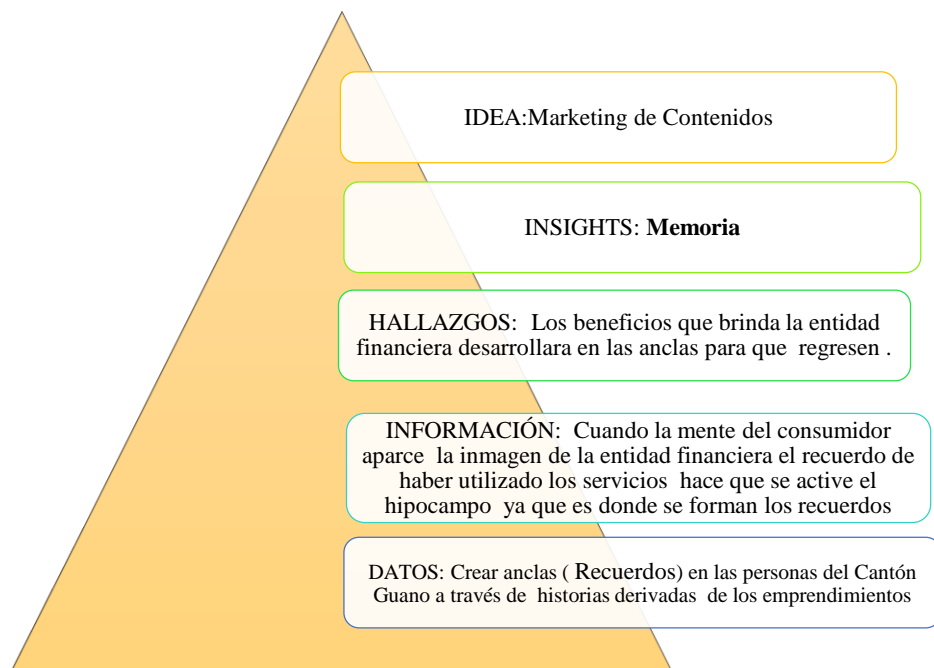 IDEA:Marketing de Contenidos
INSIGHTS: Memoria
HALLAZGOS: Los beneficios que brinda la entidad
financiera desarrollara en las anclas para que regresen .
INFORMACIÓN: Cuando la mente del consumidor
aparce la inmagen de la entidad financiera el recuerdo de
haber utilizado los servicios hace que se active el
hipocampo ya que es donde se forman los recuerdos
DATOS: Crear anclas ( Recuerdos) en las personas del Cantón
Guano a través de historias derivadas de los emprendimientos